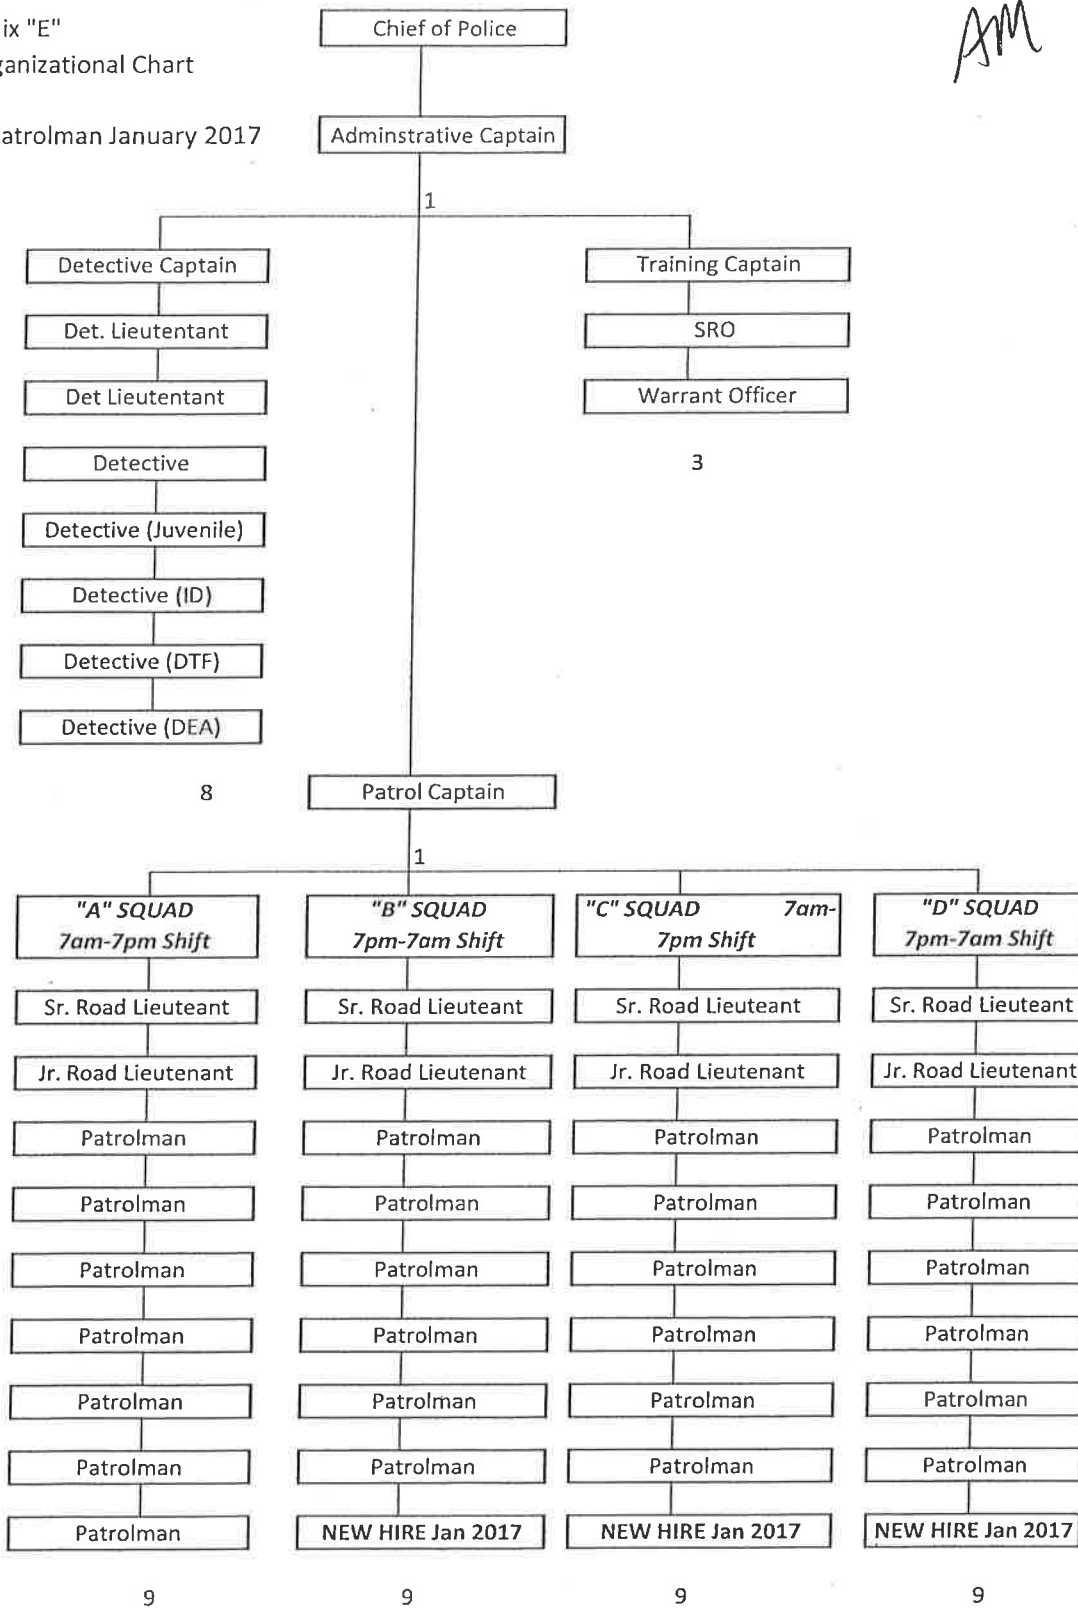 ix "E"
ganizational Chart
atrolman January 2017
AM
Chief of Police
Adminstrative Captain
1
Detective Captain
Det. Lieutentant
Det Lieutentant
Detective
Detective (Juvenile)
Detective (ID)
Detective (DTF)
Detective (DEA)
8
Training Captain
SRO
Warrant Officer
3
Patrol Captain
1
"A" SQUAD
7am-7pm Shift
Sr. Road Lieuteant
Jr. Road Lieutenant
Patrolman
Patrolman
Patrolman
Patrolman
Patrolman
Patrolman
Patrolman
9
"B" SQUAD
7pm-7am Shift
Sr. Road Lieuteant
Jr. Road Lieutenant
Patrolman
Patrolman
Patrolman
Patrolman
Patrolman
Patrolman
NEW HIRE Jan 2017
9
"C" SQUAD 7am-
7pm Shift
Sr. Road Lieuteant
Jr. Road Lieutenant
Patrolman
Patrolman
Patrolman
Patrolman
Patrolman
Patrolman
NEW HIRE Jan 2017
9
"D" SQUAD
7pm-7am Shift
Sr. Road Lieuteant
Jr. Road Lieutenant
Patrolman
Patrolman
Patrolman
Patrolman
Patrolman
Patrolman
NEW HIRE Jan 2017
9